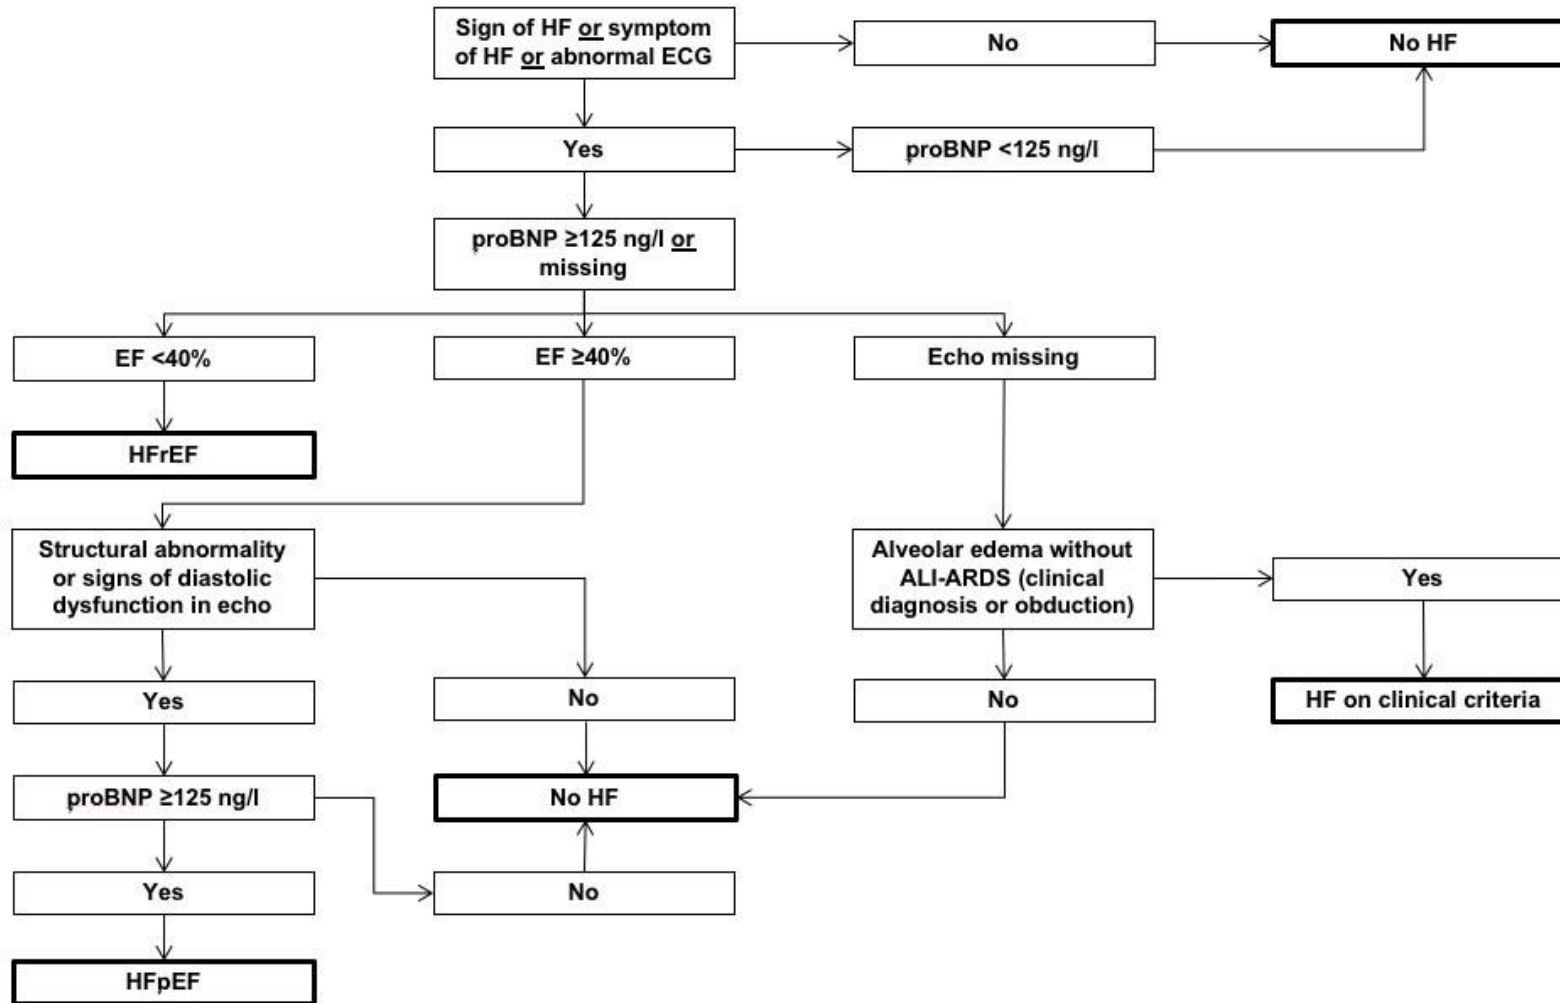 Sign of HF or symptom
of HF or abnormal ECG
No
No HF
Yes
proBNP <125 ng/l
proBNP ≥125 ng/l or
missing
EF <40%
EF ≥40%
Echo missing
HFrEF
Structural abnormality
or signs of diastolic
dysfunction in echo
Alveolar edema without
ALI-ARDS (clinical
diagnosis or obduction)
Yes
Yes
No
No
HF on clinical criteria
proBNP ≥125 ng/l
No HF
Yes
No
HFpEF